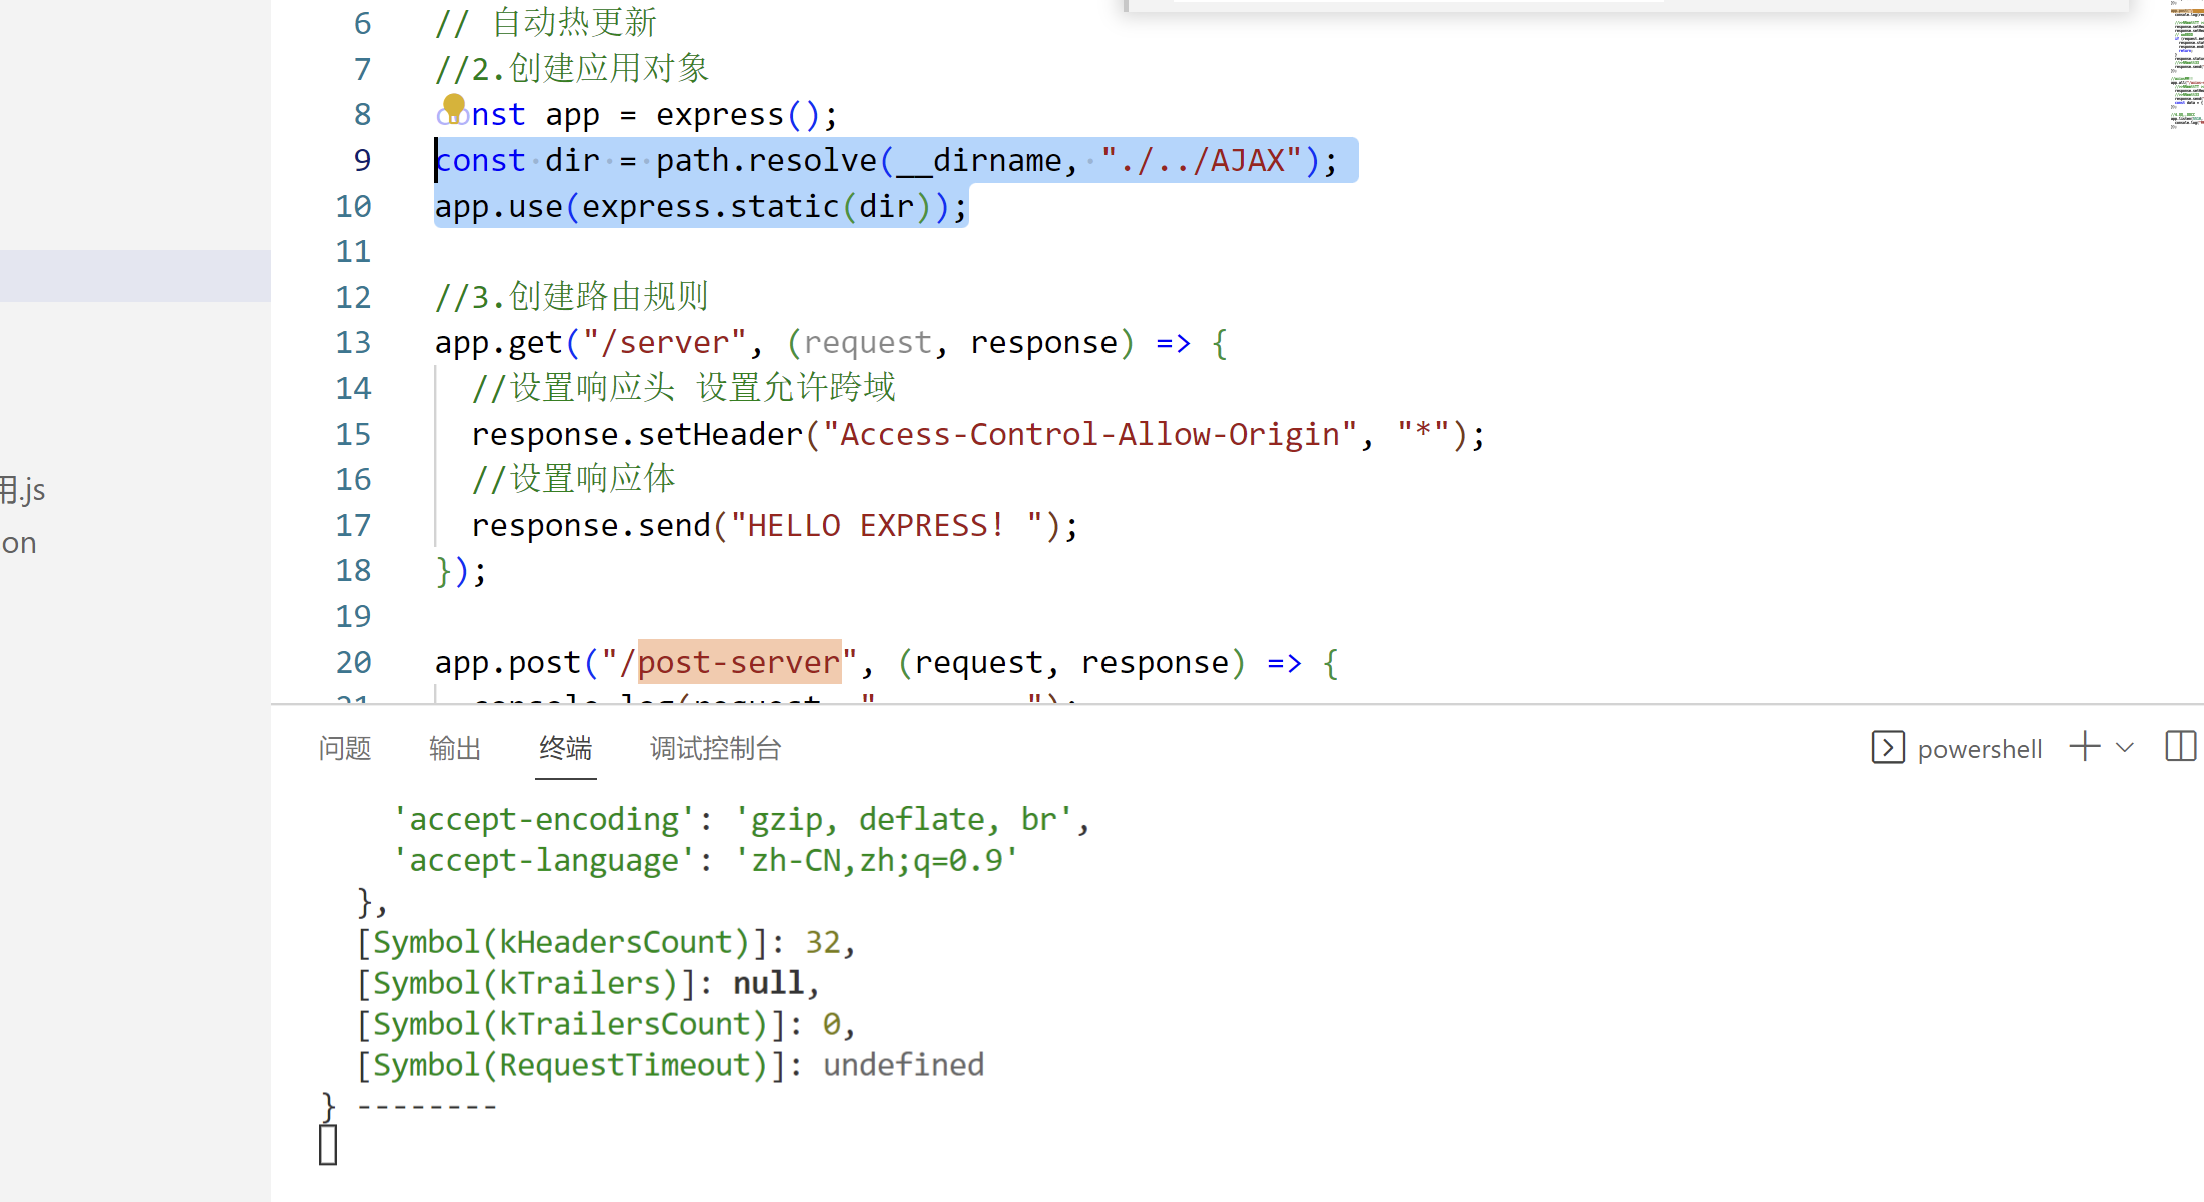 6 // 自动热更新
7 //2.创建应用对象
8 const app = express();
9 const dir = path.resolve(__dirname, "./../AJAX");
10 app.use(express.static(dir));
11
12 //3.创建路由规则
13 app.get("/server", (request, response) => {
14 //设置响应头 设置允许跨域
15 response.setHeader("Access-Control-Allow-Origin", "*");
16 //设置响应体
17 response.send("HELLO EXPRESS! ");
18 });
19
20 app.post("/post-server", (request, response) => {
用.js
on
问题 输出 终端 调试控制台 powershell
'accept-encoding': 'gzip, deflate, br',
'accept-language': 'zh-CN,zh;q=0.9'
},
[Symbol(kHeadersCount)]: 32,
[Symbol(kTrailers)]: null,
[Symbol(kTrailersCount)]: 0,
[Symbol(RequestTimeout)]: undefined
} --------